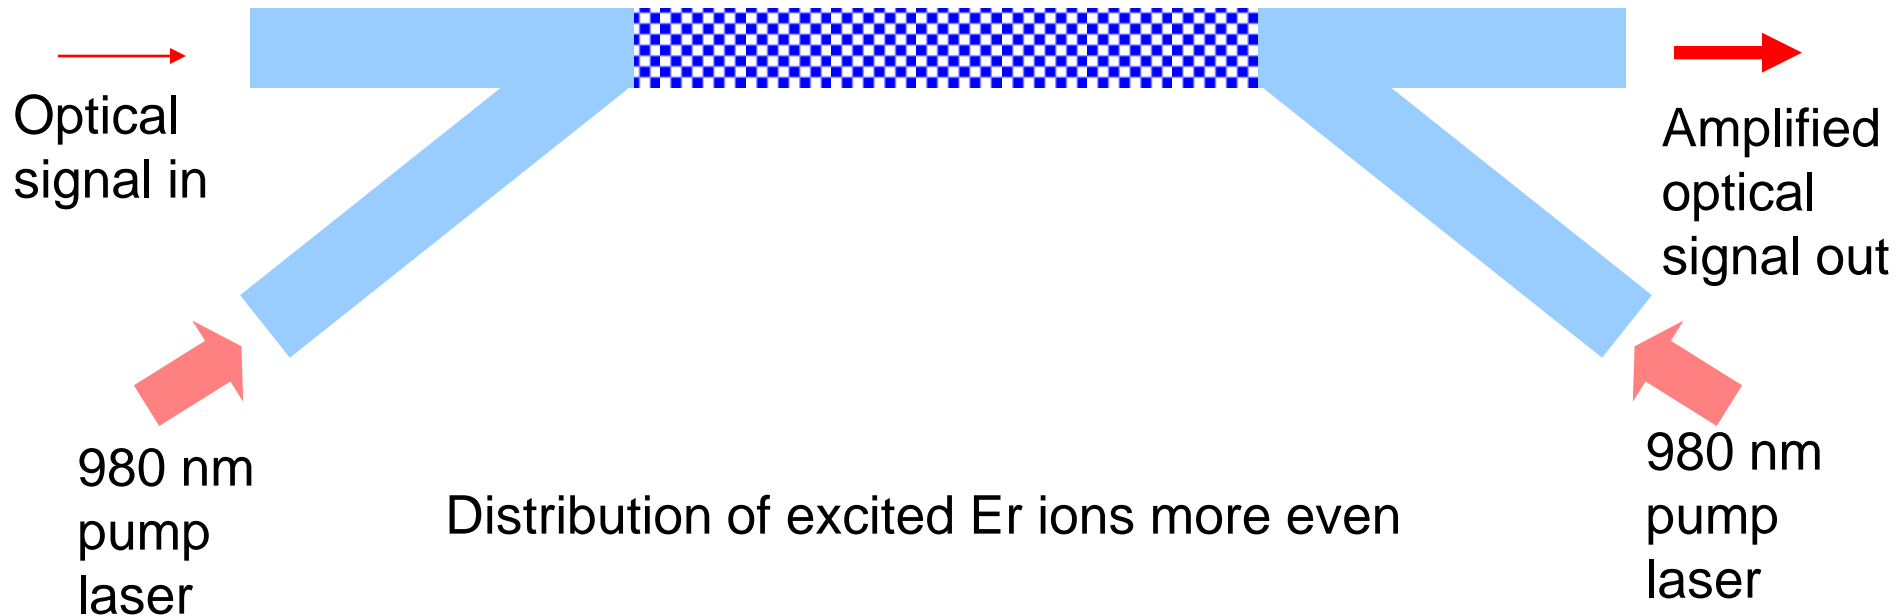 Optical
signal in
Amplified
optical
signal out
980 nm
pump
laser
Distribution of excited Er ions more even
980 nm
pump
laser